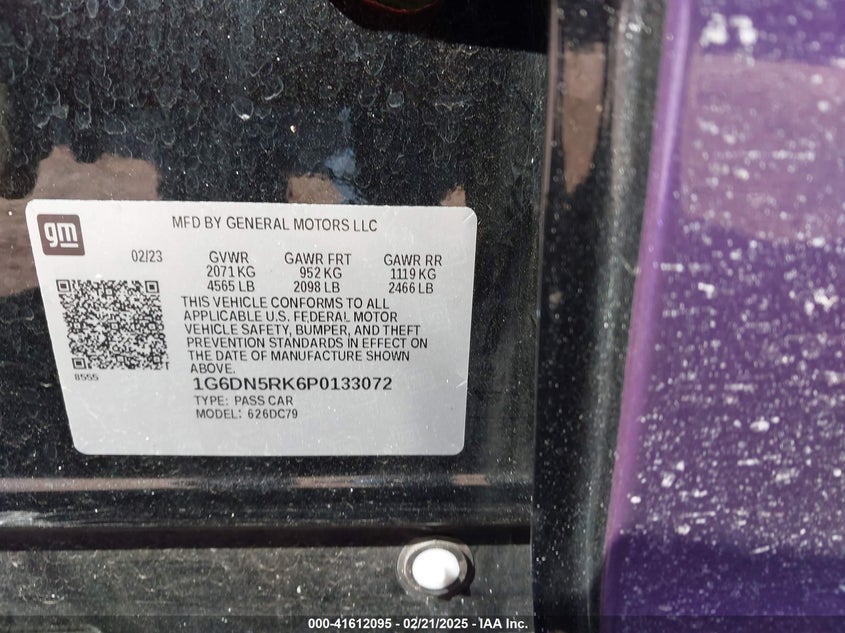 gm
MFD BY GENERAL MOTORS LLC
02/23 GVWR GAWR FRT GAWR RR
2071 KG 952 KG 1119 KG
4565 LB 2098 LB 2466 LB
THIS VEHICLE CONFORMS TO ALL
APPLICABLE U.S. FEDERAL MOTOR
VEHICLE SAFETY, BUMPER, AND THEFT
PREVENTION STANDARDS IN EFFECT ON
THE DATE OF MANUFACTURE SHOWN
ABOVE.
8555
1G6DN5RK6P0133072
TYPE: PASS CAR
MODEL: 626DC79
000-41612095 - 02/21/2025 - IAA Inc.